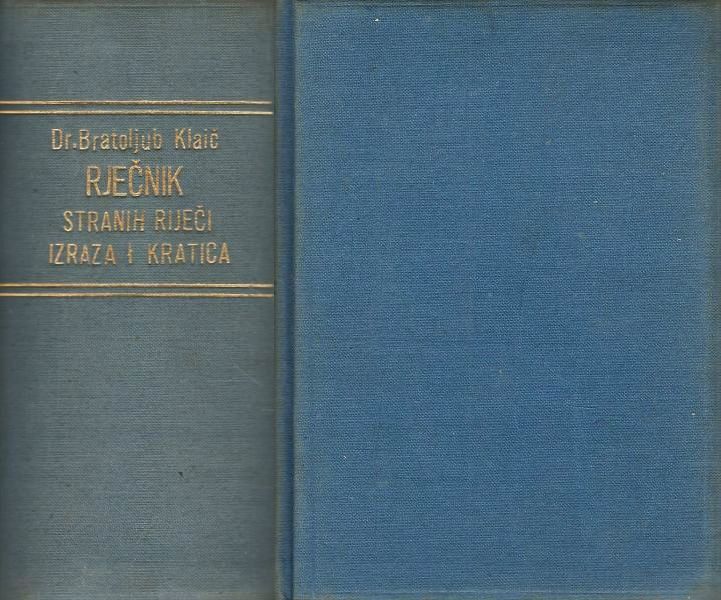 Dr. Bratoljub Klaić
RJEČNIK
STRANIH RIJEČI
IZRAZA I KRATICA